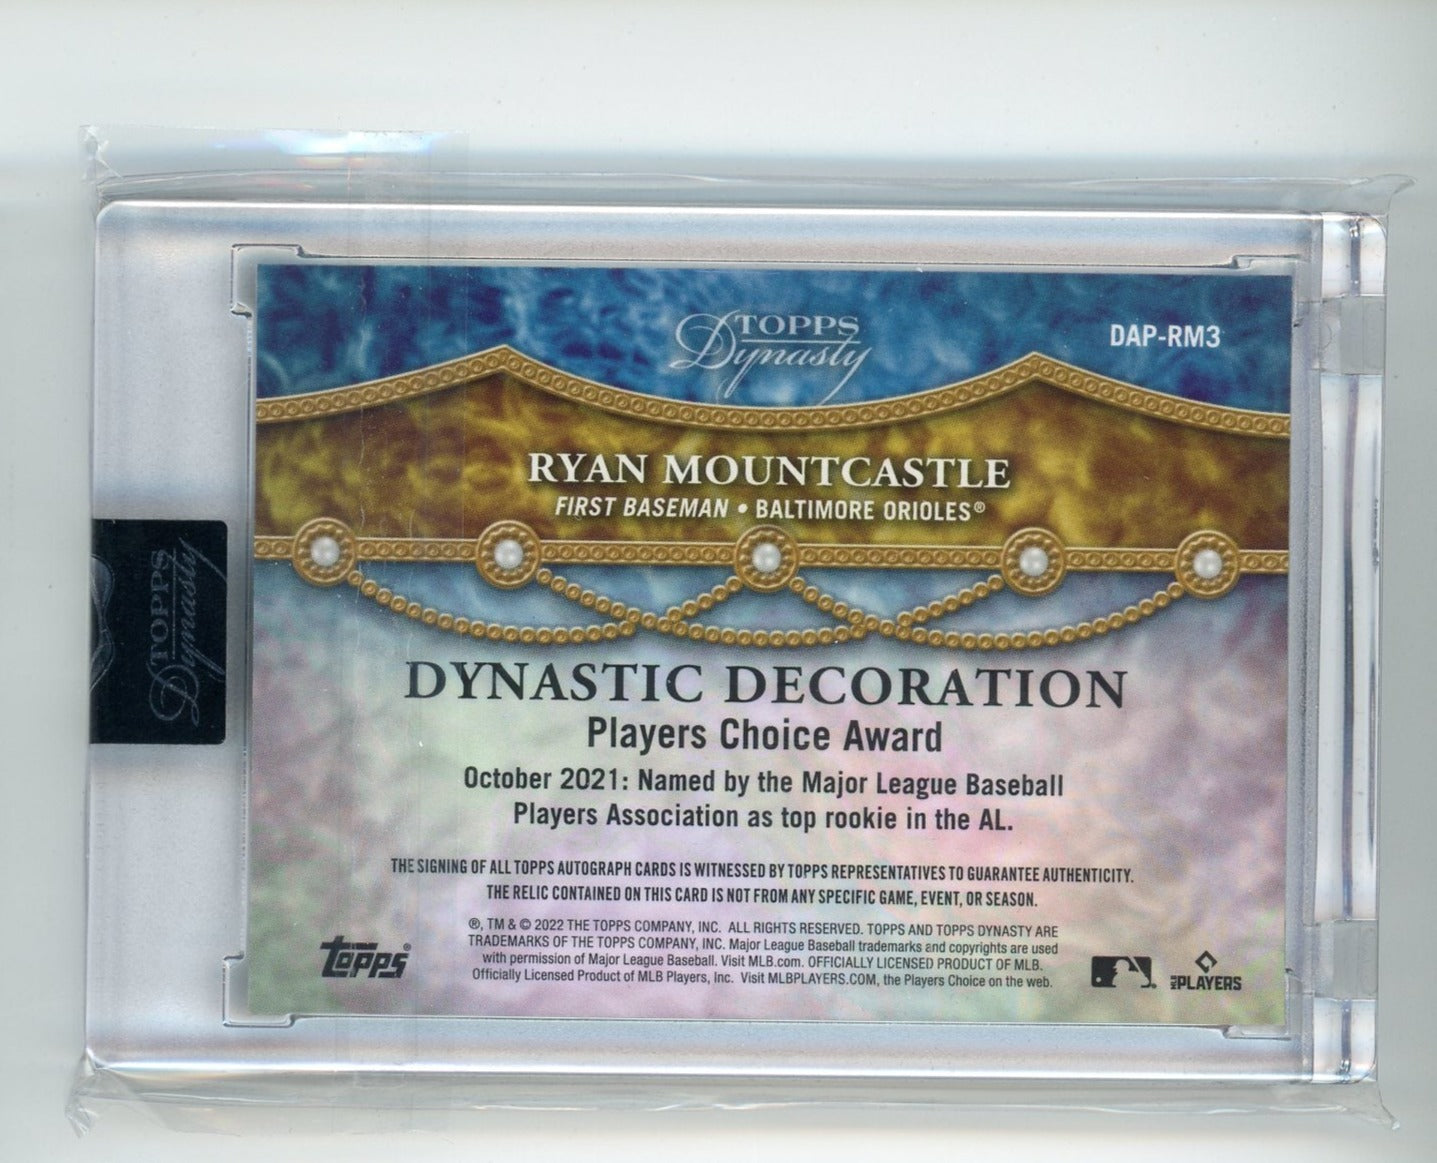 TOPPS
Dynasty
DAP-RM3
RYAN MOUNTCASTLE
FIRST BASEMAN • BALTIMORE ORIOLES®
TOPPS
Dynasty
DYNASTIC DECORATION
Players Choice Award
October 2021: Named by the Major League Baseball
Players Association as top rookie in the AL.
THE SIGNING OF ALL TOPPS AUTOGRAPH CARDS IS WITNESSED BY TOPPS REPRESENTATIVES TO GUARANTEE AUTHENTICITY.
THE RELIC CONTAINED ON THIS CARD IS NOT FROM ANY SPECIFIC GAME, EVENT, OR SEASON.
®, TM & © 2022 THE TOPPS COMPANY, INC. ALL RIGHTS RESERVED. TOPPS AND TOPPS DYNASTY ARE
TRADEMARKS OF THE TOPPS COMPANY, INC. Major League Baseball trademarks and copyrights are used
with permission of Major League Baseball. Visit MLB.com. OFFICIALLY LICENSED PRODUCT OF MLB.
Officially Licensed Product of MLB Players, Inc. Visit MLBPLAYERS.COM, the Players Choice on the web.
topps®
MLB PLAYERS